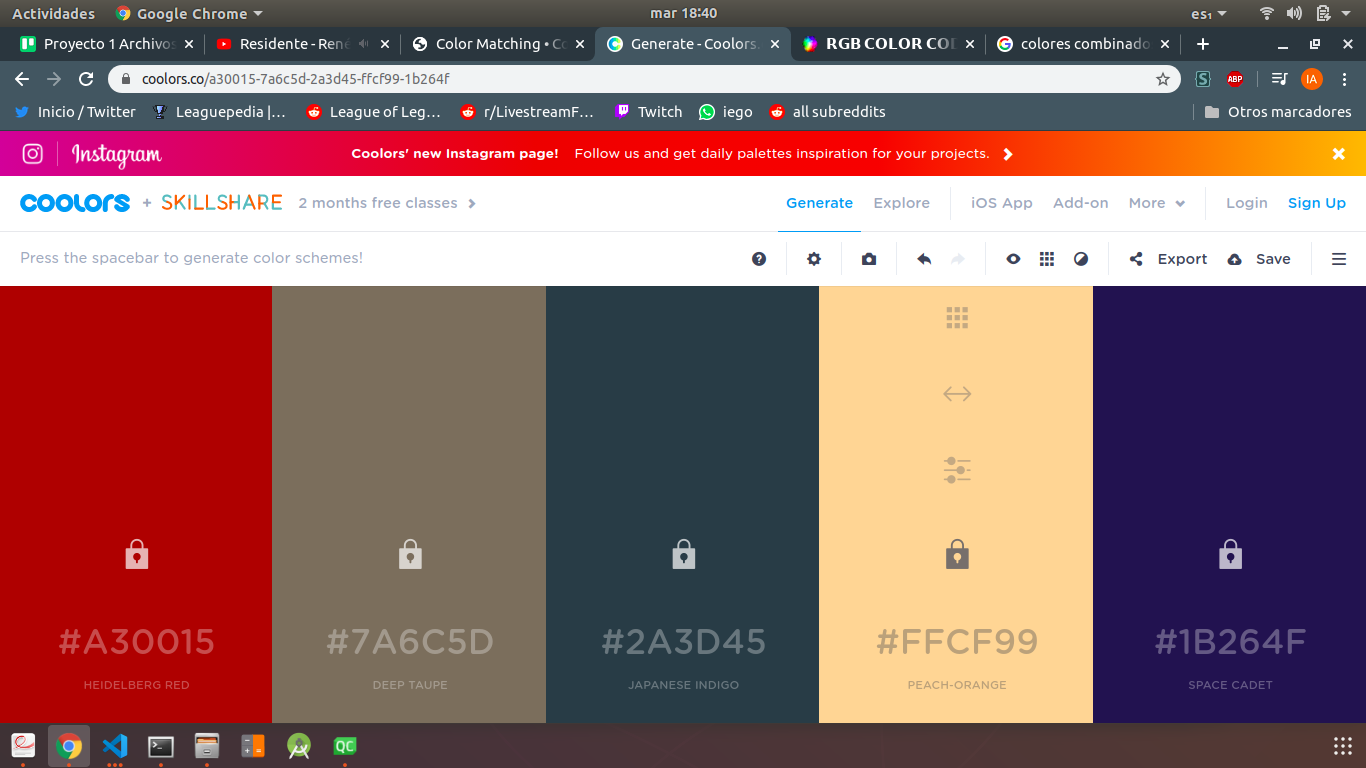 Actividades Google Chrome mar 18:40 es₁
Proyecto 1 Archivos Residente - René Color Matching • Co Generate - Coolors. RGB COLOR COD colores combinado
coolors.co/a30015-7a6c5d-2a3d45-ffcf99-1b264f S ABP IA
Inicio / Twitter Leaguepedia |... League of Leg... r/LivestreamF... Twitch iego all subreddits Otros marcadores
Instagram Coolors' new Instagram page! Follow us and get daily palettes inspiration for your projects.
coolors + SKILLSHARE 2 months free classes Generate Explore iOS App Add-on More Login Sign Up
Press the spacebar to generate color schemes! Export Save
#A30015 #7A6C5D #2A3D45 #FFCF99 #1B264F
HEIDELBERG RED DEEP TAUPE JAPANESE INDIGO PEACH-ORANGE SPACE CADET
QC